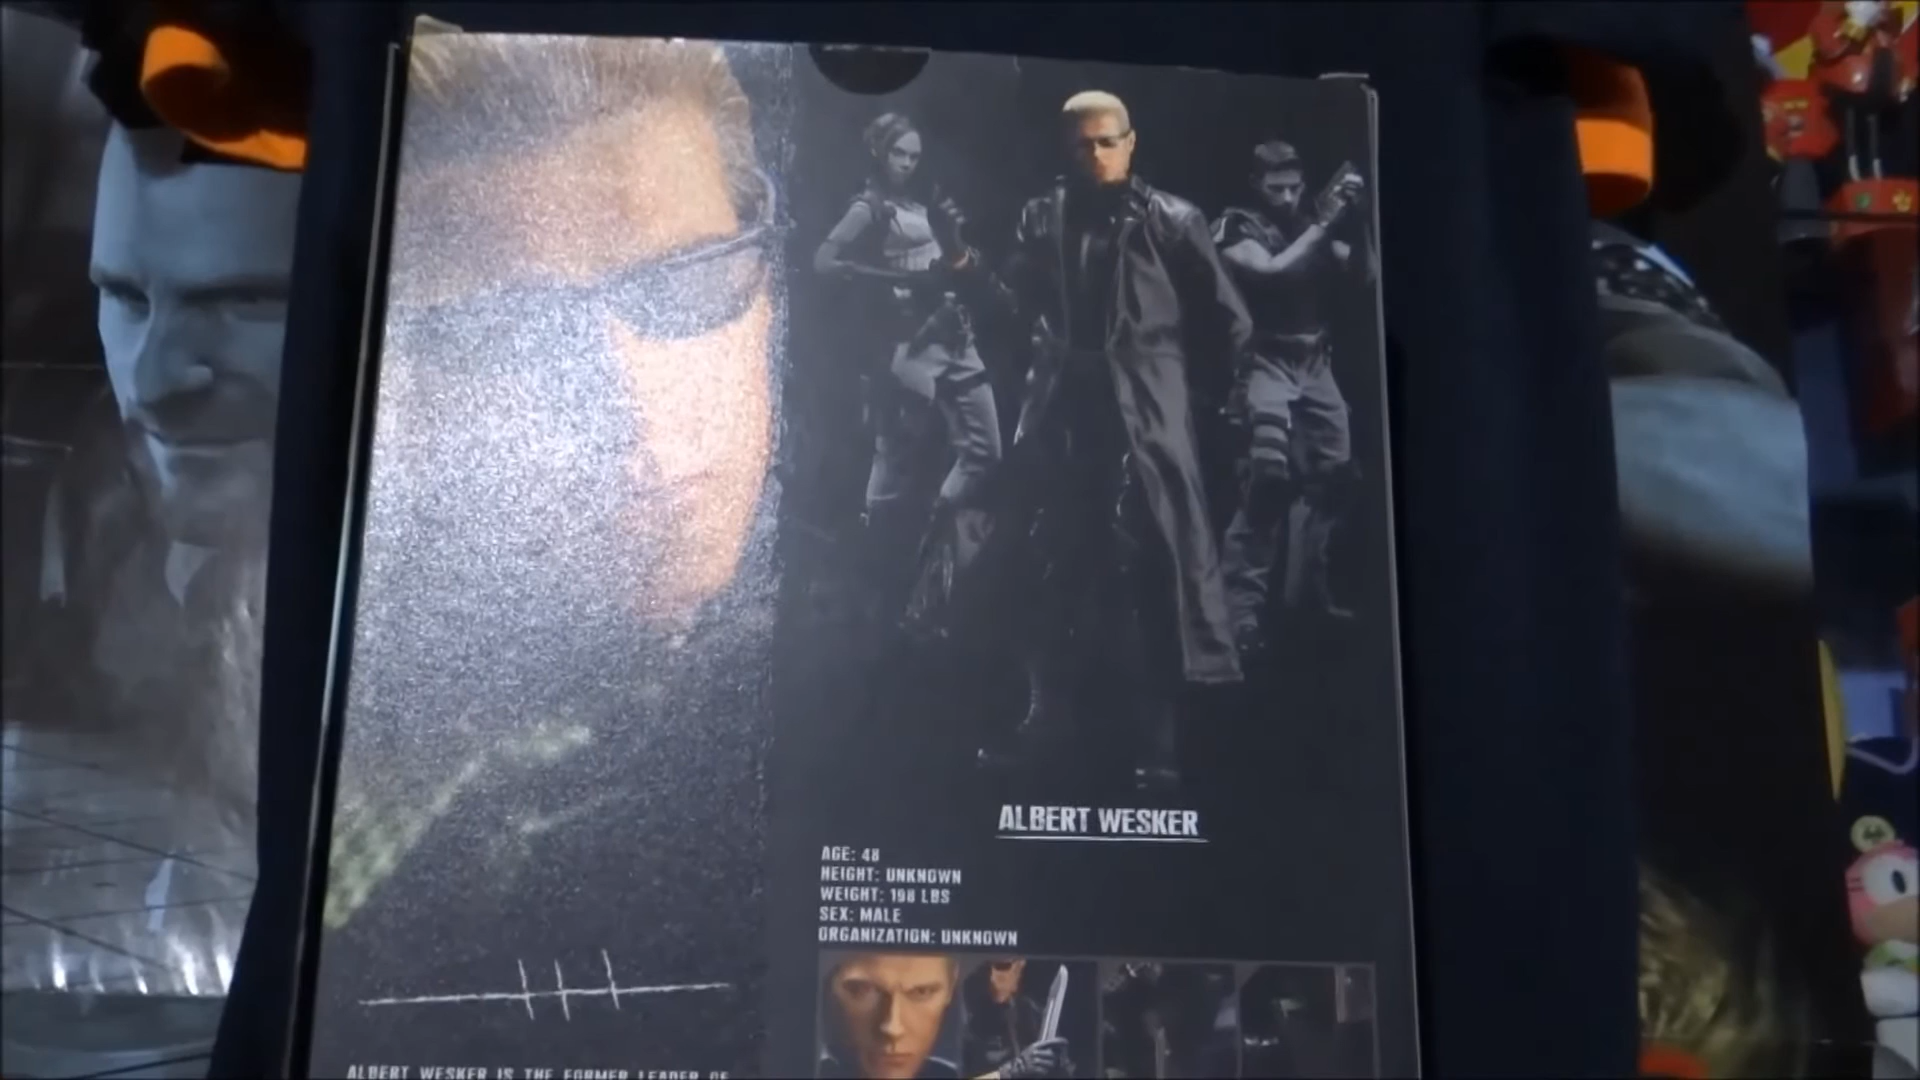 ALBERT WESKER
AGE: 48
HEIGHT: UNKNOWN
WEIGHT: 198 LBS
SEX: MALE
ORGANIZATION: UNKNOWN
ALBERT WESKER IS THE FORMER LEADER OF